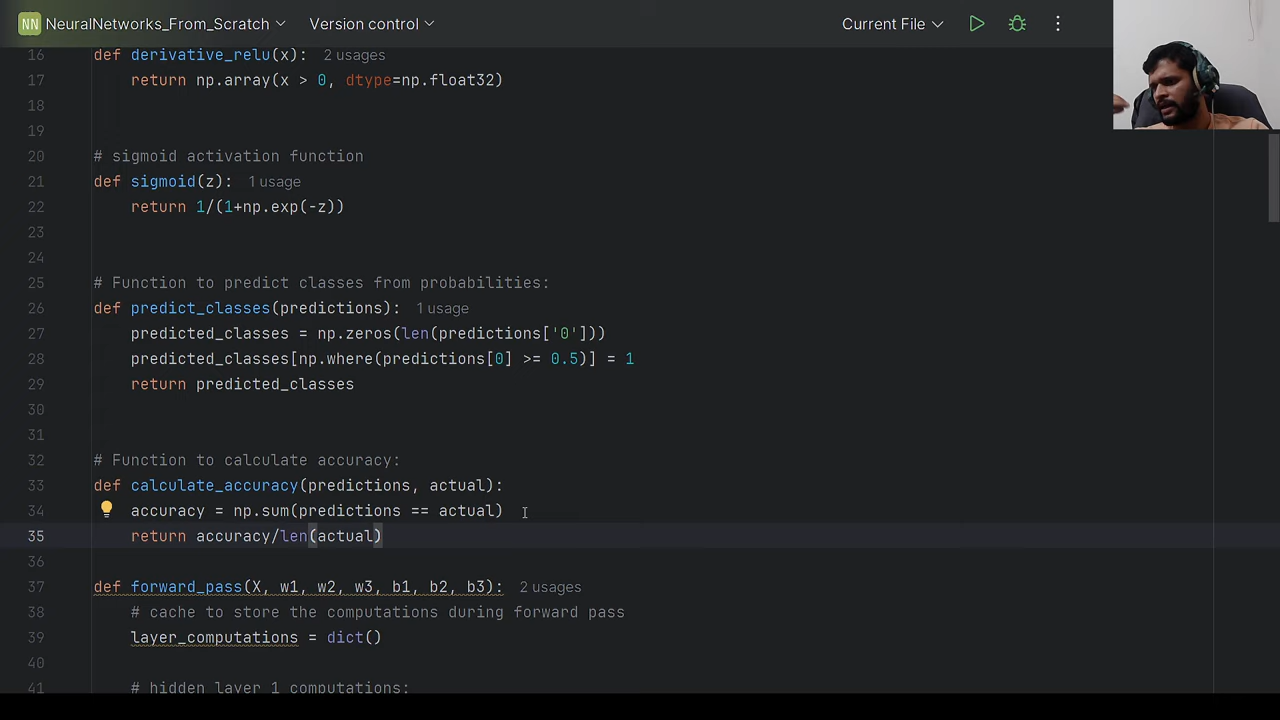 NN NeuralNetworks_From_Scratch Version control Current File
16 def derivative_relu(x): 2 usages
17 return np.array(x > 0, dtype=np.float32)
18
19
20 # sigmoid activation function
21 def sigmoid(z): 1 usage
22 return 1/(1+np.exp(-z))
23
24
25 # Function to predict classes from probabilities:
26 def predict_classes(predictions): 1 usage
27 predicted_classes = np.zeros(len(predictions['0']))
28 predicted_classes[np.where(predictions[0] >= 0.5)] = 1
29 return predicted_classes
30
31
32 # Function to calculate accuracy:
33 def calculate_accuracy(predictions, actual):
34 accuracy = np.sum(predictions == actual)
35 return accuracy/len(actual)
36
37 def forward_pass(X, w1, w2, w3, b1, b2, b3): 2 usages
38 # cache to store the computations during forward pass
39 layer_computations = dict()
40
41 # hidden layer 1 computations: